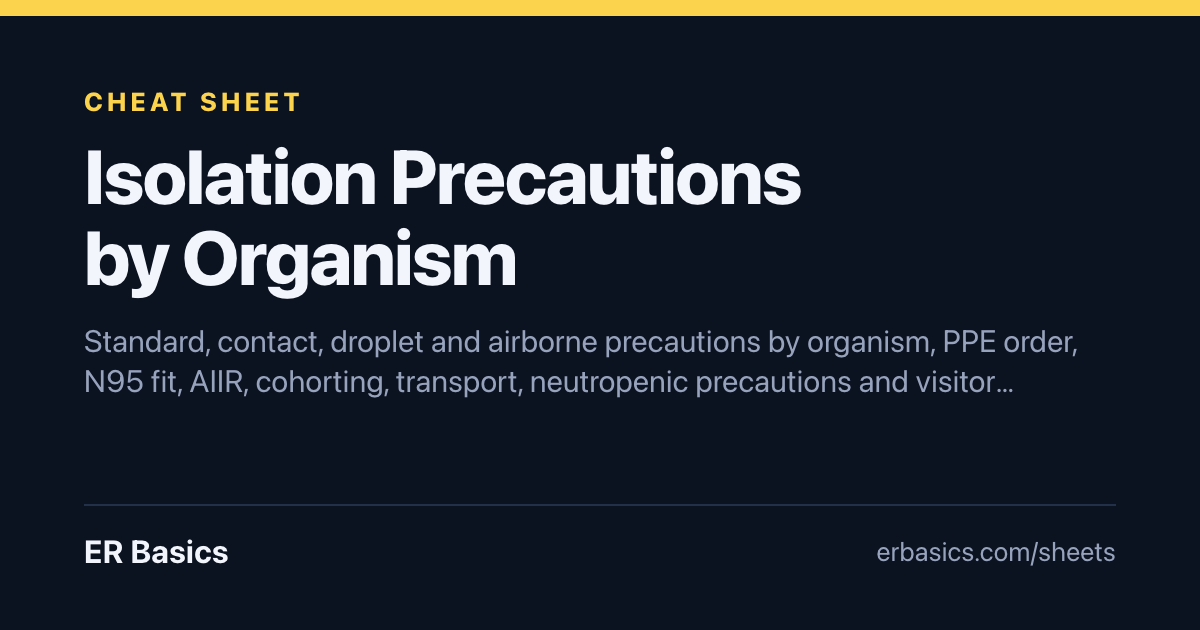 CHEAT SHEET
Isolation Precautions
by Organism
Standard, contact, droplet and airborne precautions by organism, PPE order,
N95 fit, AIIR, cohorting, transport, neutropenic precautions and visitor…
ER Basics
erbasics.com/sheets